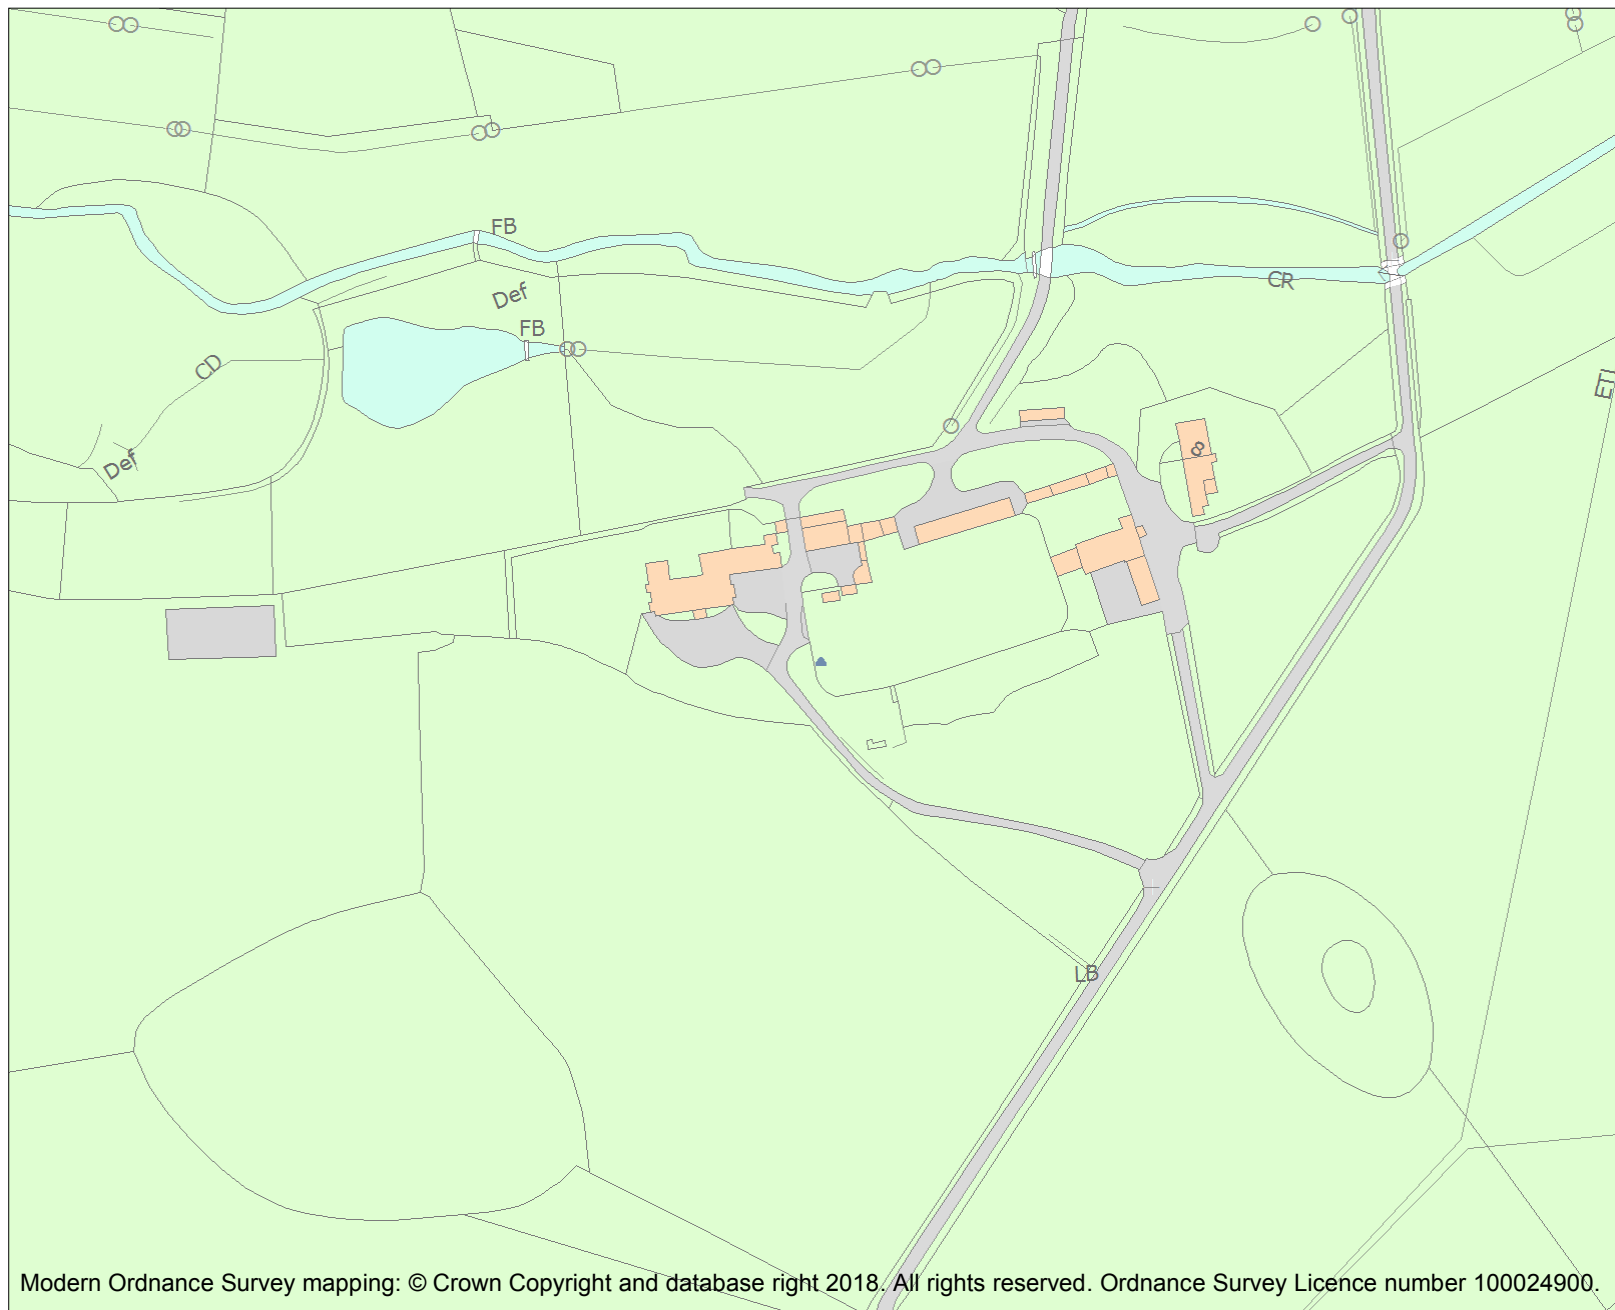 FB
CR
Def
FB
CD
8
Def
LB
Modern Ordnance Survey mapping: © Crown Copyright and database right 2018. All rights reserved. Ordnance Survey Licence number 100024900.